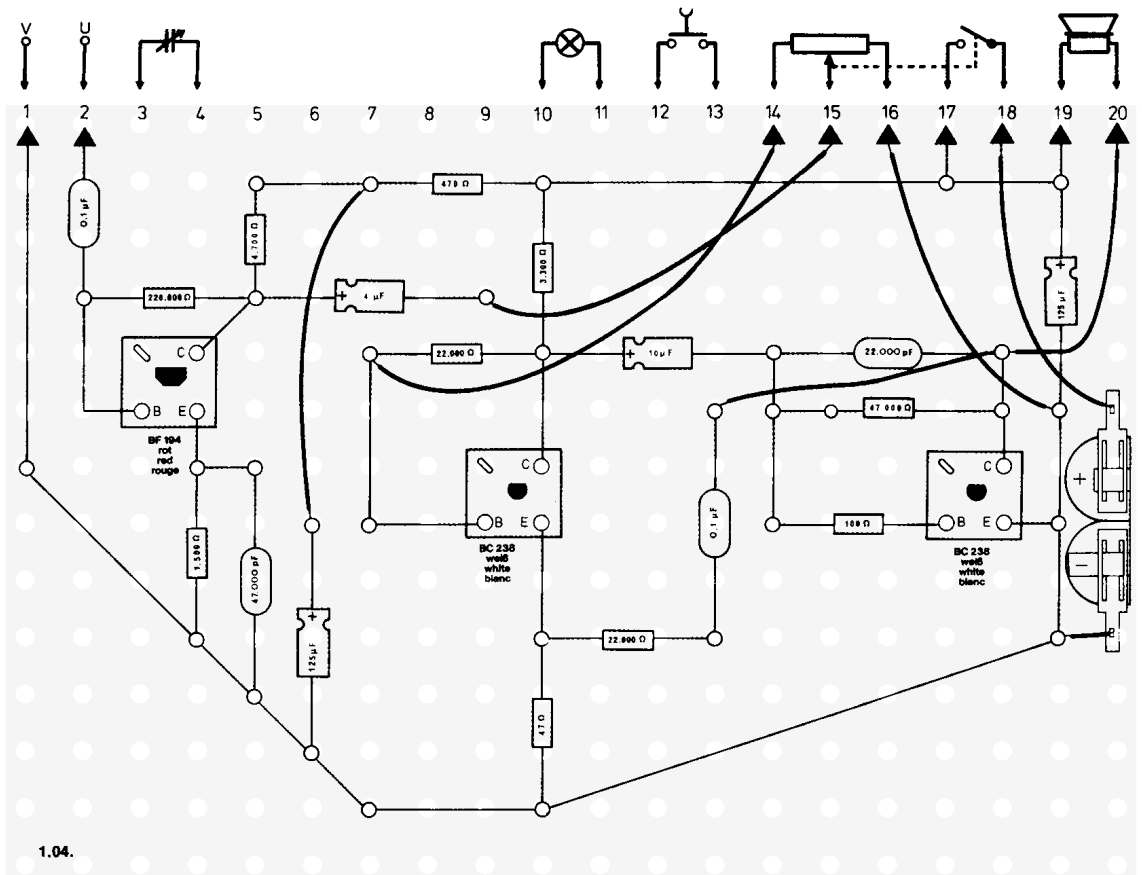 V U
1 2 3 4 5 6 7 8 9 10 11 12 13 14 15 16 17 18 19 20
0.1 µF
470 Ω
4.700 Ω
3.300 Ω
220.000 Ω
+ 4 µF
+ 125 µF
22.000 Ω
+ 10 µF
22.000 pF
C
B E
BF 194
rot
red
rouge
47 000 Ω
C
B E
BC 238
weiß
white
blanc
0.1 µF
100 Ω
C
B E
BC 238
weiß
white
blanc
+
−
1.500 Ω
47.000 pF
+ 125 µF
22.000 Ω
47 Ω
1.04.